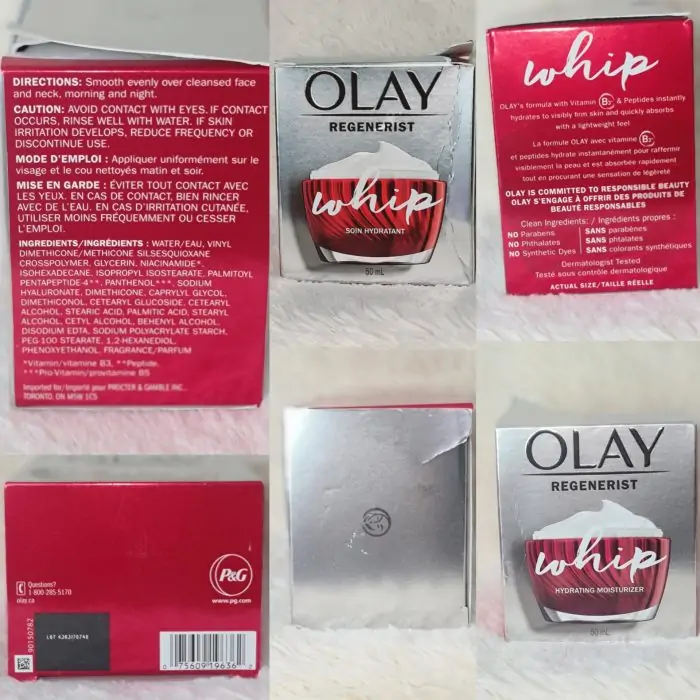 DIRECTIONS: Smooth evenly over cleansed face
and neck, morning and night.
CAUTION: AVOID CONTACT WITH EYES. IF CONTACT
OCCURS, RINSE WELL WITH WATER. IF SKIN
IRRITATION DEVELOPS, REDUCE FREQUENCY OR
DISCONTINUE USE.
MODE D'EMPLOI : Appliquer uniformément sur le
visage et le cou nettoyés matin et soir.
MISE EN GARDE : ÉVITER TOUT CONTACT AVEC
LES YEUX. EN CAS DE CONTACT, BIEN RINCER
AVEC DE L'EAU. EN CAS D'IRRITATION CUTANÉE,
UTILISER MOINS FRÉQUEMMENT OU CESSER
L'EMPLOI.
INGREDIENTS/INGRÉDIENTS : WATER/EAU, VINYL
DIMETHICONE/METHICONE SILSESQUIOXANE
CROSSPOLYMER, GLYCERIN, NIACINAMIDE*,
ISOHEXADECANE, ISOPROPYL ISOSTEARATE, PALMITOYL
PENTAPEPTIDE-4**, PANTHENOL***, SODIUM
HYALURONATE, DIMETHICONE, CAPRYLYL GLYCOL,
DIMETHICONOL, CETEARYL GLUCOSIDE, CETEARYL
ALCOHOL, STEARIC ACID, PALMITIC ACID, STEARYL
ALCOHOL, CETYL ALCOHOL, BEHENYL ALCOHOL,
DISODIUM EDTA, SODIUM POLYACRYLATE STARCH,
PEG-100 STEARATE, 1,2-HEXANEDIOL,
PHENOXYETHANOL, FRAGRANCE/PARFUM
*Vitamin/vitamine B3, **Peptide,
***Pro-Vitamin/provitamine B5
Imported for/Importé pour PROCTER & GAMBLE INC.,
TORONTO, ON M5W 1C5
OLAY
REGENERIST
whip
SOIN HYDRATANT
50 mL
whip
OLAY's formula with Vitamin B3 & Peptides instantly
hydrates to visibly firm skin and quickly absorbs
with a lightweight feel
La formule OLAY avec vitamine B3
et peptides hydrate instantanément pour raffermir
visiblement la peau et est absorbée rapidement
tout en procurant une sensation de légèreté
OLAY IS COMMITTED TO RESPONSIBLE BEAUTY
OLAY S'ENGAGE À OFFRIR DES PRODUITS DE
BEAUTÉ RESPONSABLES
Clean Ingredients: / Ingrédients propres :
NO Parabens SANS parabènes
NO Phthalates SANS phtalates
NO Synthetic Dyes SANS colorants synthétiques
Dermatologist Tested
Testé sous contrôle dermatologique
ACTUAL SIZE/TAILLE RÉELLE
Questions?
1-800-285-5170
olay.ca
P&G
www.pg.com
90150782
LOT 4283J70748
0 75609 19636
OLAY
REGENERIST
whip
HYDRATING MOISTURIZER
50 mL